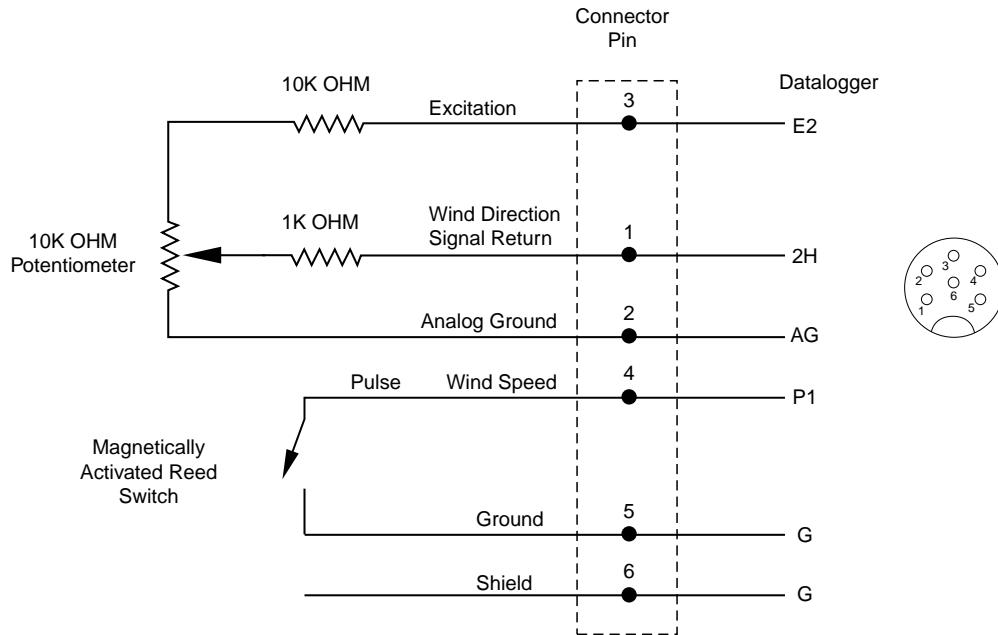 Connector
Pin
Datalogger
10K OHM
Excitation
3
E2
1K OHM
Wind Direction
Signal Return
1
2H
10K OHM
Potentiometer
Analog Ground
2
AG
Pulse
Wind Speed
4
P1
Magnetically
Activated Reed
Switch
Ground
5
G
Shield
6
G
3
2
4
6
1
5